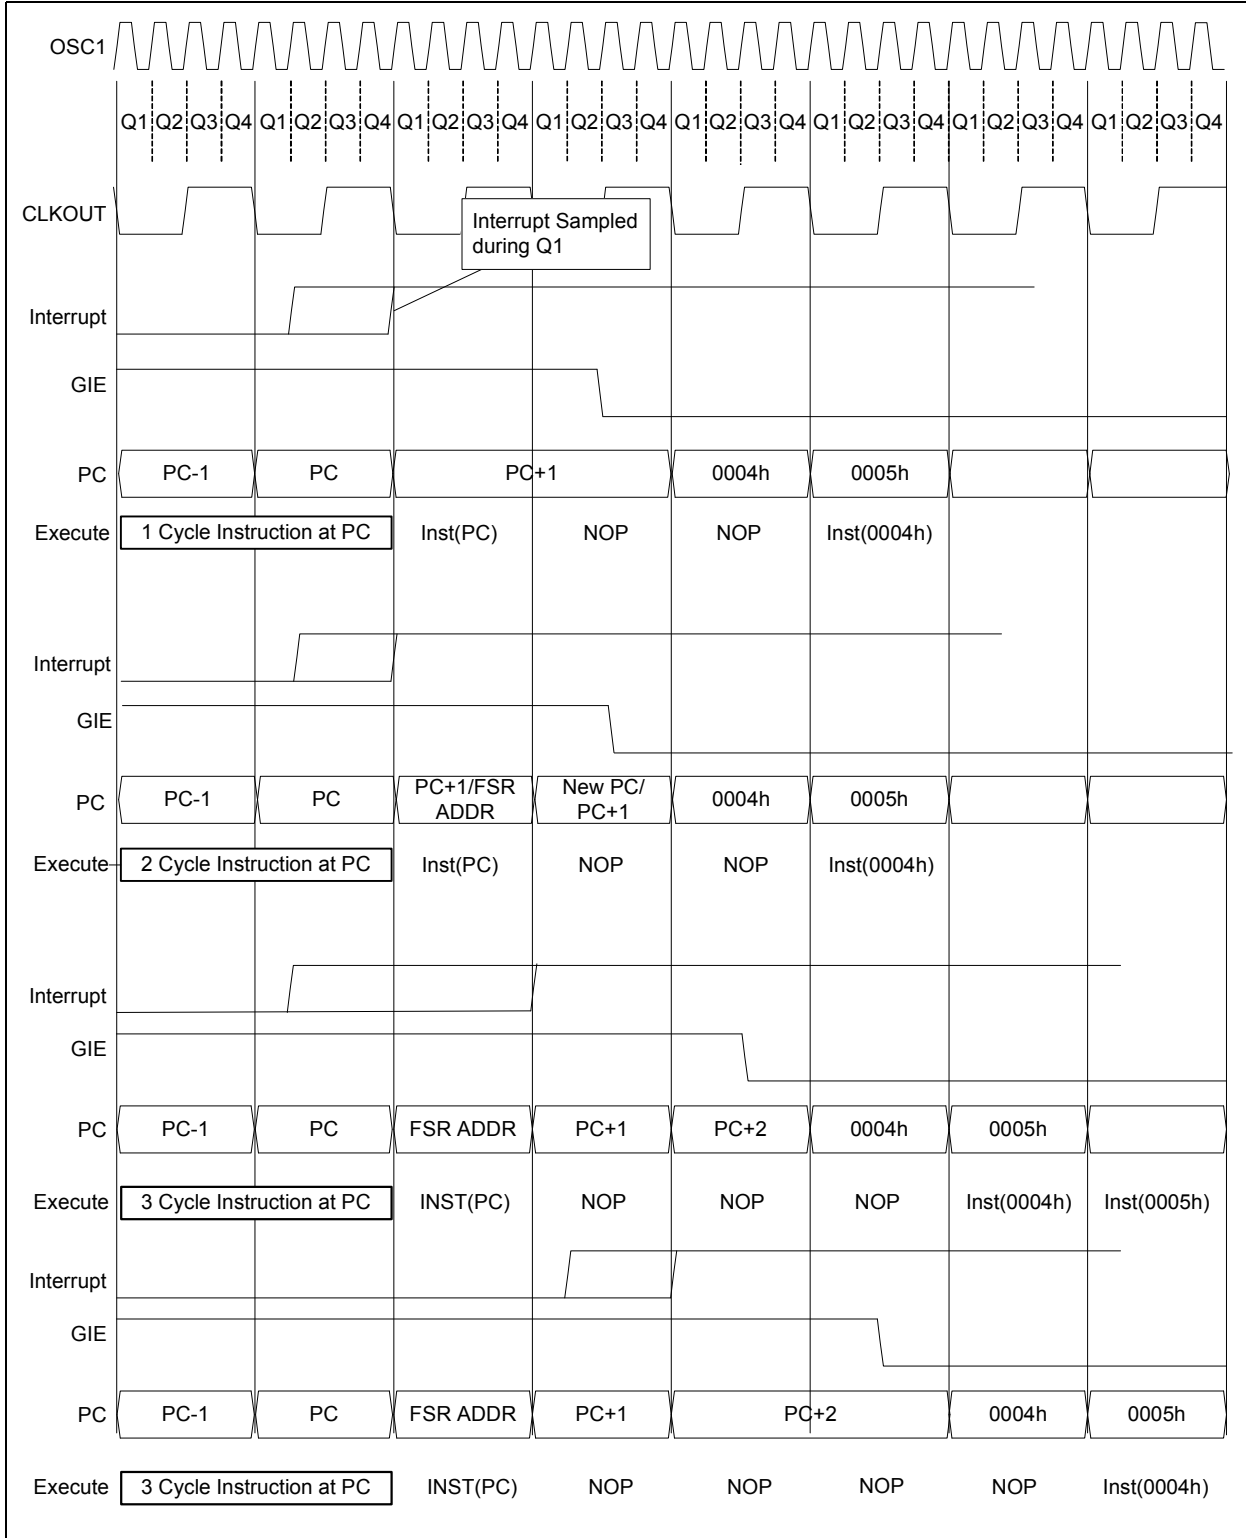 OSC1
Q1 Q2 Q3 Q4 Q1 Q2 Q3 Q4 Q1 Q2 Q3 Q4 Q1 Q2 Q3 Q4 Q1 Q2 Q3 Q4 Q1 Q2 Q3 Q4 Q1 Q2 Q3 Q4 Q1 Q2 Q3 Q4
CLKOUT
Interrupt Sampled
during Q1
Interrupt
GIE
PC PC-1 PC PC+1 0004h 0005h
Execute 1 Cycle Instruction at PC Inst(PC) NOP NOP Inst(0004h)
Interrupt
GIE
PC PC-1 PC PC+1/FSR ADDR New PC/ PC+1 0004h 0005h
Execute 2 Cycle Instruction at PC Inst(PC) NOP NOP Inst(0004h)
Interrupt
GIE
PC PC-1 PC FSR ADDR PC+1 PC+2 0004h 0005h
Execute 3 Cycle Instruction at PC INST(PC) NOP NOP NOP Inst(0004h) Inst(0005h)
Interrupt
GIE
PC PC-1 PC FSR ADDR PC+1 PC+2 0004h 0005h
Execute 3 Cycle Instruction at PC INST(PC) NOP NOP NOP NOP Inst(0004h)